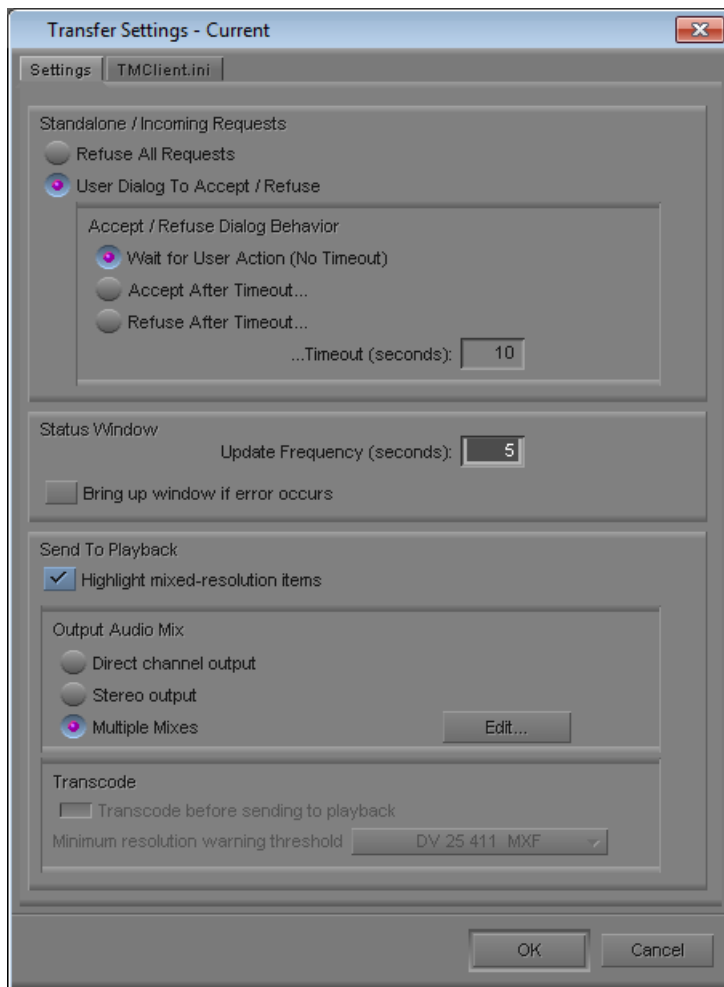 Transfer Settings - Current
Settings TMClient.ini
Standalone / Incoming Requests
Refuse All Requests
User Dialog To Accept / Refuse
Accept / Refuse Dialog Behavior
Wait for User Action (No Timeout)
Accept After Timeout...
Refuse After Timeout...
...Timeout (seconds): 10
Status Window
Update Frequency (seconds): 5
Bring up window if error occurs
Send To Playback
Highlight mixed-resolution items
Output Audio Mix
Direct channel output
Stereo output
Multiple Mixes Edit...
Transcode
Transcode before sending to playback
Minimum resolution warning threshold DV 25 411 MXF
OK Cancel